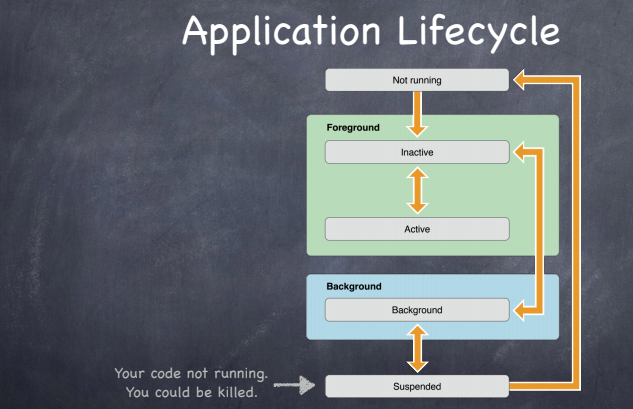 Application Lifecycle
Not running
Foreground
Inactive
Active
Background
Background
Your code not running.
You could be killed.
Suspended